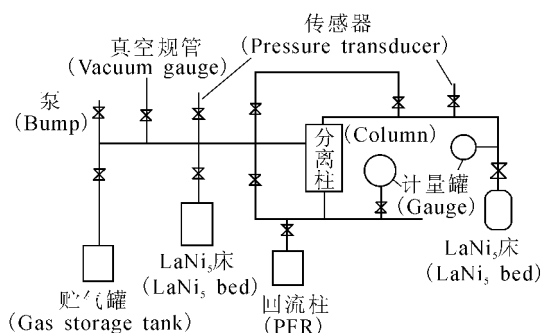 传感器
(Pressure transducer)
真空规管
(Vacuum gauge)
泵
(Bump)
分离柱
(Column)
计量罐
(Gauge)
LaNi₅床
(LaNi₅ bed)
LaNi₅床
(LaNi₅ bed)
贮气罐
(Gas storage tank)
回流柱
(PFR)